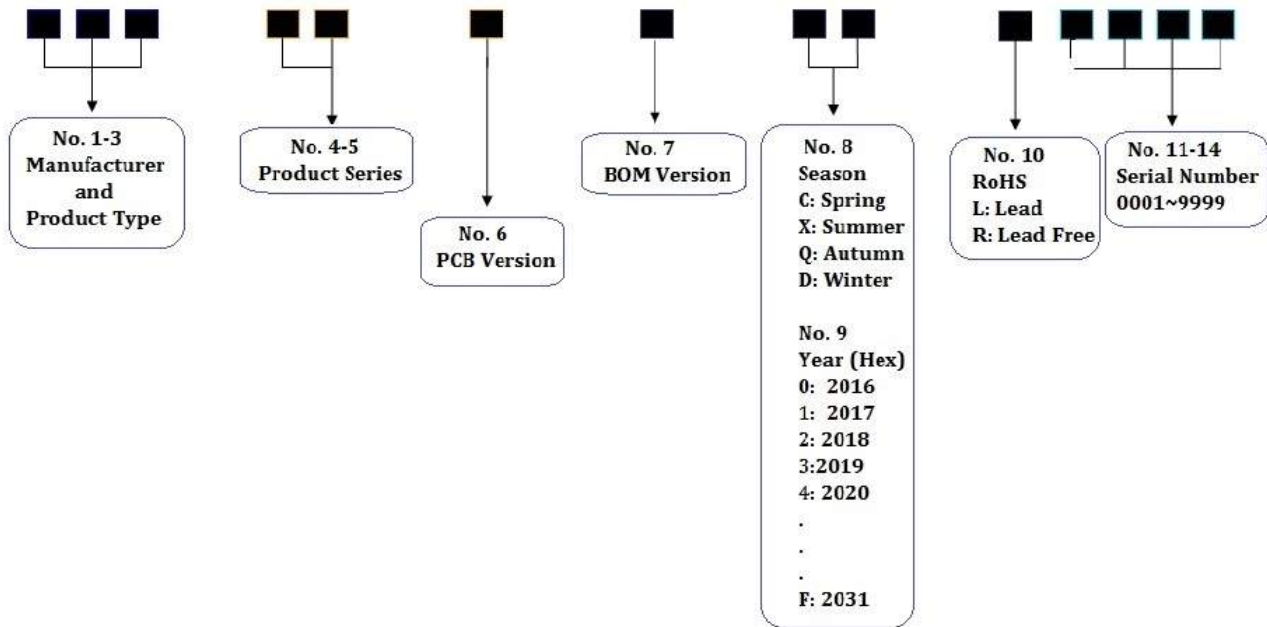 No. 1-3
Manufacturer
and
Product Type
No. 4-5
Product Series
No. 6
PCB Version
No. 7
BOM Version
No. 8
Season
C: Spring
X: Summer
Q: Autumn
D: Winter
No. 9
Year (Hex)
0: 2016
1: 2017
2: 2018
3:2019
4: 2020
.
.
.
F: 2031
No. 10
RoHS
L: Lead
R: Lead Free
No. 11-14
Serial Number
0001~9999